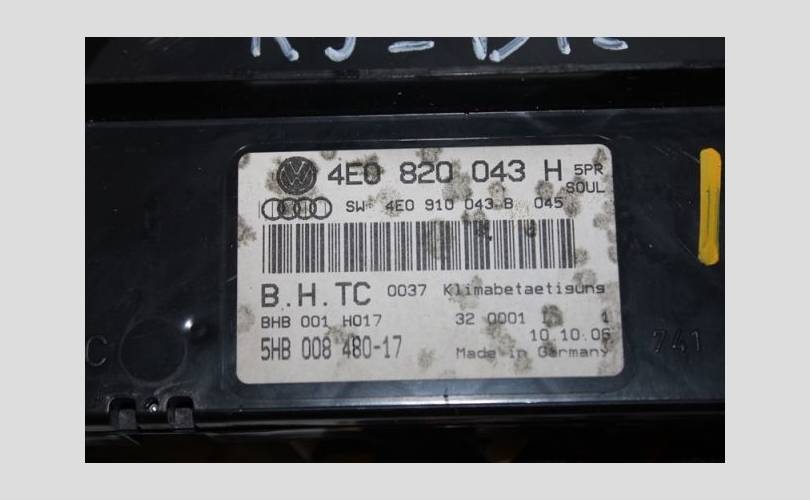 4E0 820 043 H 5PR
SOUL
SW: 4E0 910 043 B 045
B.H.TC 0037 Klimabetaetigung
BHB 001 H017 32 0001 1
10.10.06
5HB 008 480-17 Made in Germany
C
741